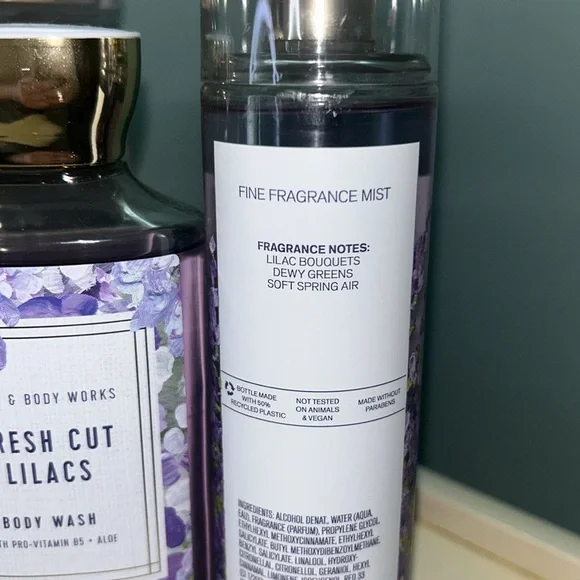 FINE FRAGRANCE MIST
FRAGRANCE NOTES:
LILAC BOUQUETS
DEWY GREENS
SOFT SPRING AIR
BOTTLE MADE
WITH 50%
RECYCLED PLASTIC
NOT TESTED
ON ANIMALS
& VEGAN
MADE WITHOUT
PARABENS
INGREDIENTS: ALCOHOL DENAT., WATER (AQUA,
EAU), FRAGRANCE (PARFUM), PROPYLENE GLYCOL,
ETHYLHEXYL METHOXYCINNAMATE, ETHYLHEXYL
SALICYLATE, BUTYL METHOXYDIBENZOYLMETHANE,
BENZYL SALICYLATE, LINALOOL, HYDROXY-
CITRONELLAL, CITRONELLOL, GERANIOL, HEXYL
CINNAMAL, LIMONENE, RED 33
& BODY WORKS
RESH CUT
LILACS
BODY WASH
TH PRO-VITAMIN B5 • ALOE